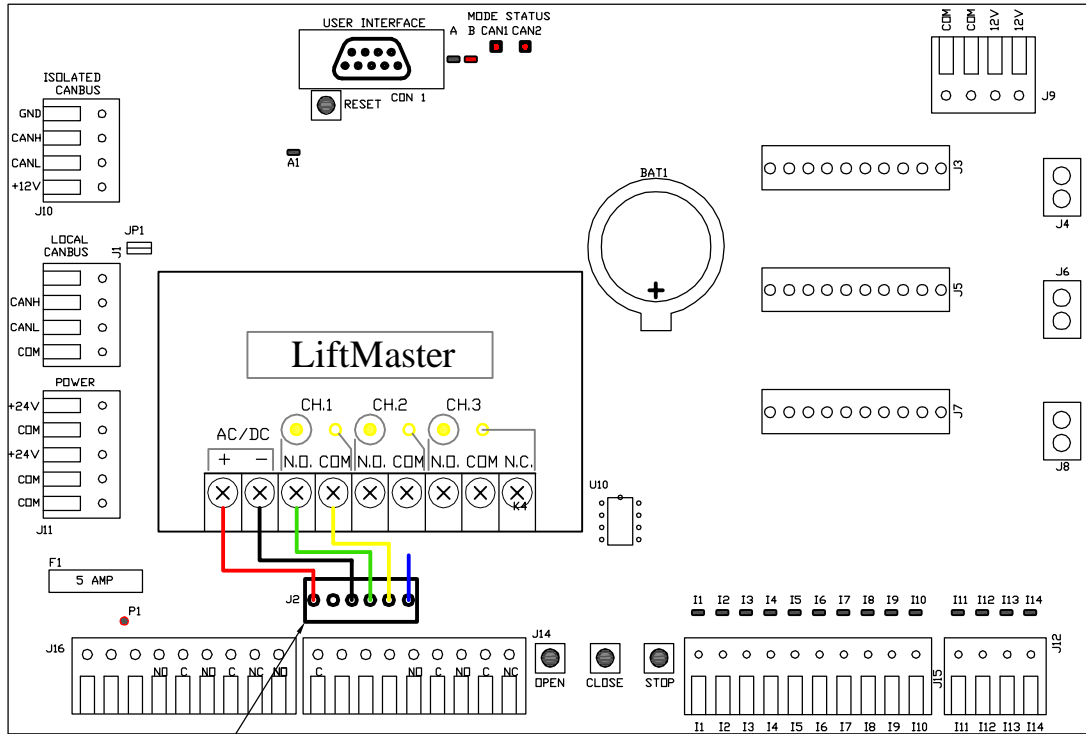 USER INTERFACE
A
MODE STATUS
B CAN1 CAN2
CON 1
RESET
A1
COM COM 12V 12V
J9
ISOLATED
CANBUS
GND
CANH
CANL
+12V
J10
JP1
J1
LOCAL
CANBUS
CANH
CANL
COM
POWER
+24V
COM
+24V
COM
COM
J11
F1
5 AMP
P1
LiftMaster
CH.1 CH.2 CH.3
AC/DC
+ − N.O. COM N.O. COM N.O. COM N.C.
K4
BAT1
+
J3
J4
J5
J6
J7
J8
U10
J2
J16
NO C NO C NC NO
J14
C C NO C NC
OPEN CLOSE STOP
I1 I2 I3 I4 I5 I6 I7 I8 I9 I10
J15
I1 I2 I3 I4 I5 I6 I7 I8 I9 I10
I11 I12 I13 I14
J12
I11 I12 I13 I14